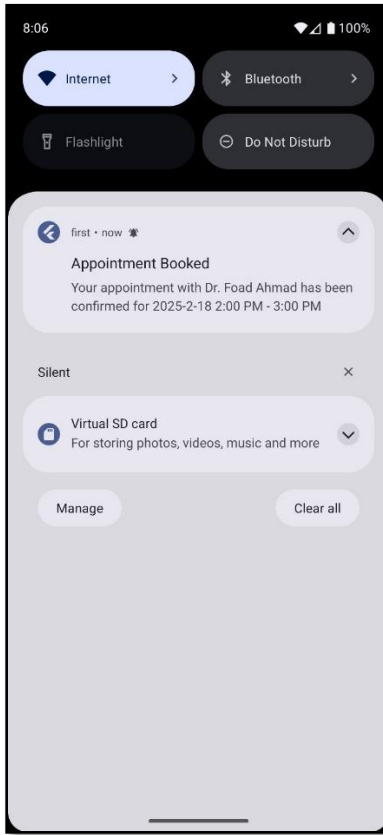 8:06
100%
Internet
Bluetooth
Flashlight
Do Not Disturb
first • now
Appointment Booked
Your appointment with Dr. Foad Ahmad has been
confirmed for 2025-2-18 2:00 PM - 3:00 PM
Silent
Virtual SD card
For storing photos, videos, music and more
Manage
Clear all